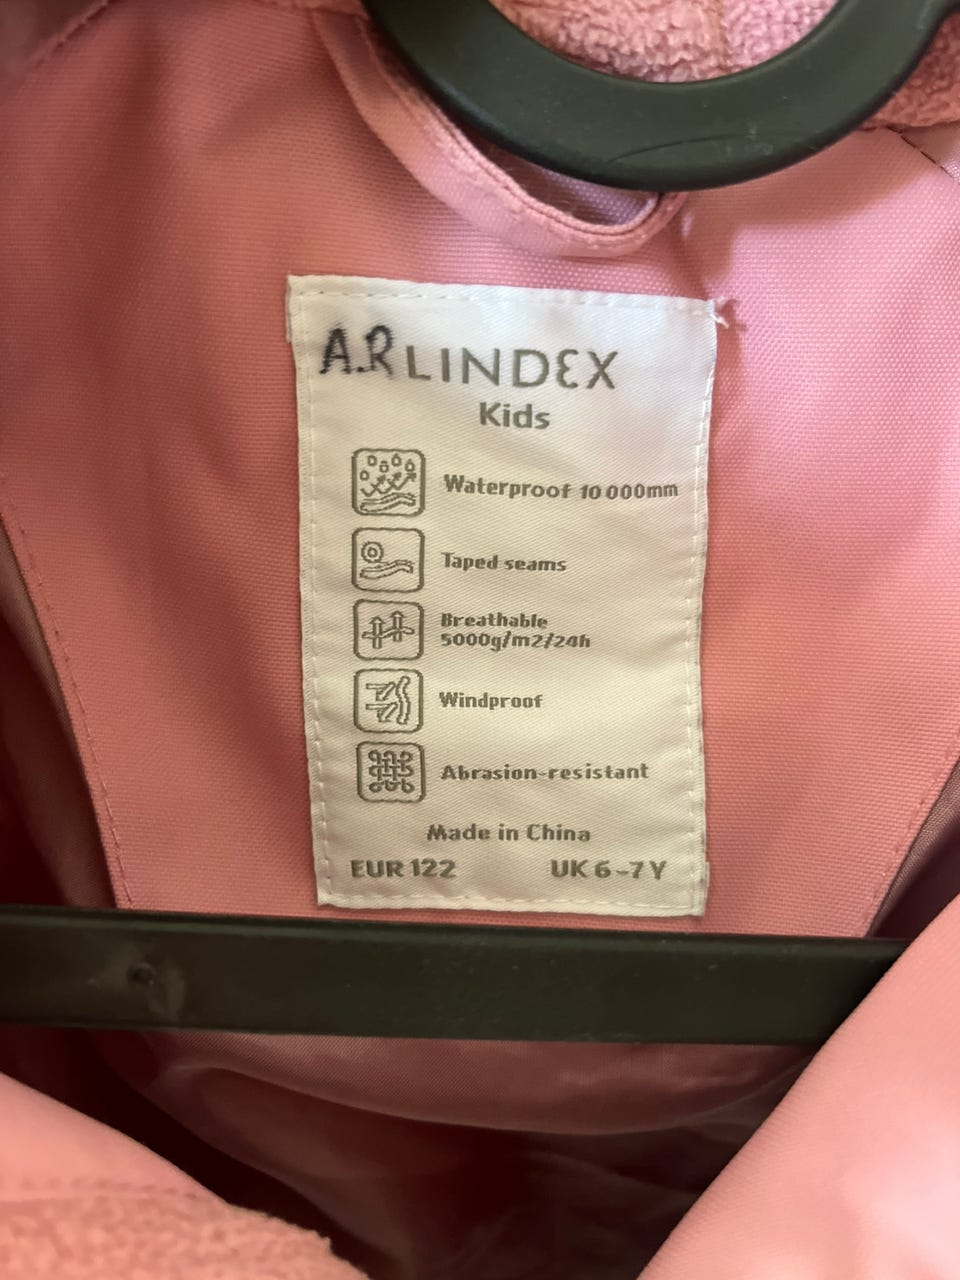 A.R LINDEX
Kids
Waterproof 10 000mm
Taped seams
Breathable
5000g/m2/24h
Windproof
Abrasion-resistant
Made in China
EUR 122 UK 6-7Y